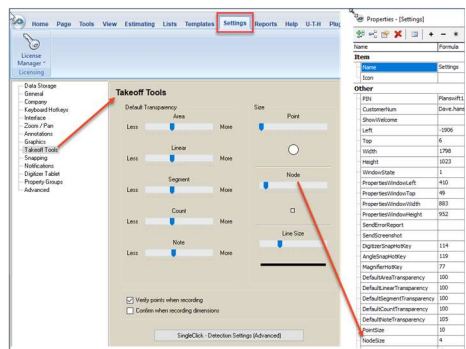 Home Page Tools View Estimating Lists Templates Settings Reports Help U-T-H Plug
License
Manager
Licensing
Data Storage
General
Company
Keyboard Hotkeys
Interface
Zoom / Pan
Annotations
Graphics
Takeoff Tools
Snapping
Notifications
Digitizer Tablet
Property Groups
Advanced
Takeoff Tools
Default Transparency
Area
Less More
Linear
Less More
Segment
Less More
Count
Less More
Note
Less More
Size
Point
Node
Line Size
Verify points when recording
Confirm when recording dimensions
SingleClick - Detection Settings (Advanced)
Properties - [Settings]
Name Formula
Item
Name Settings
Icon
Other
PIN Planswift1
CustomerNum Dave.hans
ShowWelcome
Left -1906
Top 6
Width 1798
Height 1023
WindowState 1
PropertiesWindowLeft 410
PropertiesWindowTop 49
PropertiesWindowWidth 883
PropertiesWindowHeight 952
SendErrorReport
SendScreenshot
DigitizerSnapHotKey 114
AngleSnapHotKey 119
MagnifierHotKey 77
DefaultAreaTransparency 100
DefaultLinearTransparency 100
DefaultSegmentTransparency 100
DefaultCountTransparency 100
DefaultNoteTransparency 105
PointSize 10
NodeSize 4